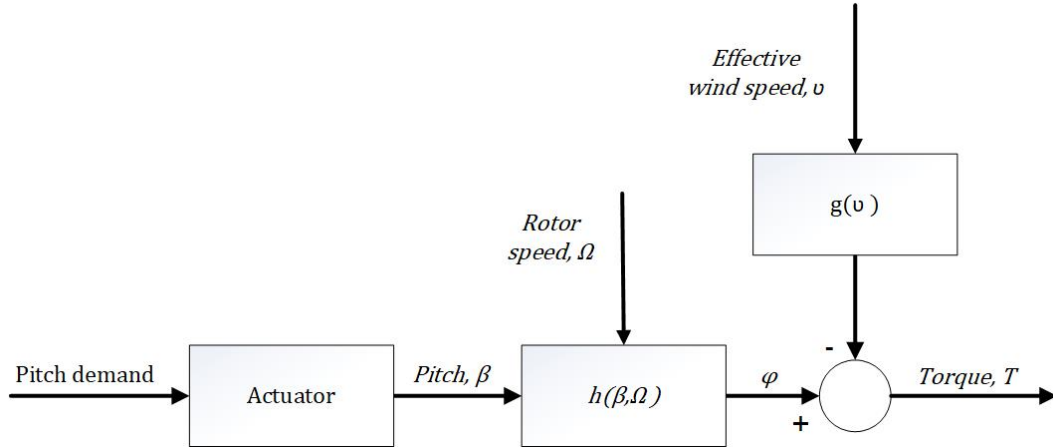 Effective
wind speed, υ
g(υ )
Rotor
speed, Ω
-
Pitch demand
Actuator
Pitch, β
h(β,Ω )
φ
+
Torque, T